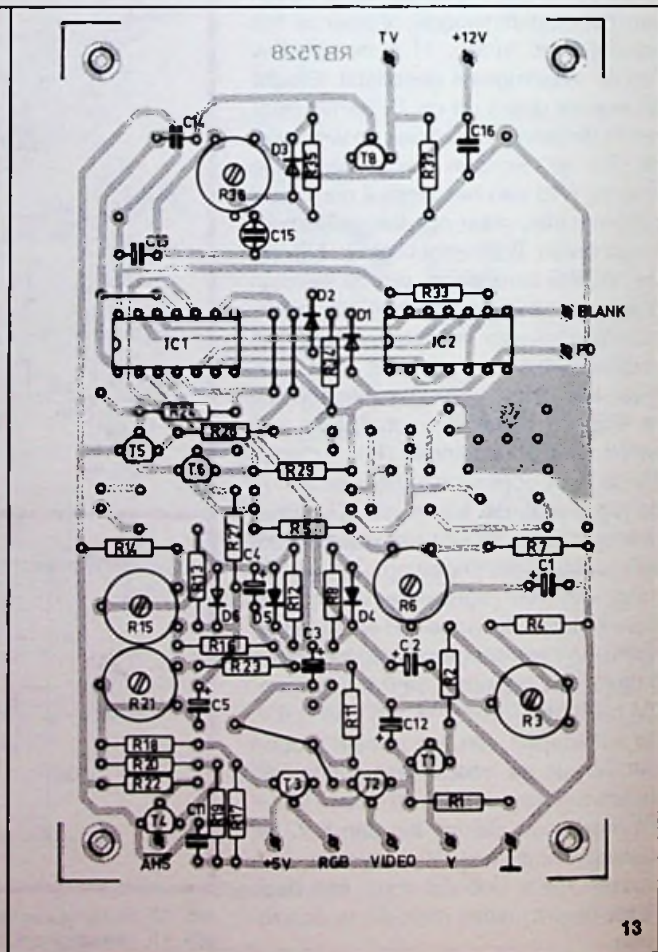 TV +12V
RB7528
C14
C16
D3
R35
T8
R37
R36
C15
C13
R33
D2
D1
BLANK
IC1
IC2
PO
R24
R28
T5
T6
R29
R27
R5
R14
R7
C4
C1
R13
R12
R8
R6
D6
D5
D4
R15
R4
R16
C3
C2
R23
R2
R21
C5
R11
R3
C12
R18
T1
R20
R22
R19
R17
T3
T2
R1
T4
C11
AHS +5V RGB VIDEO Y
13